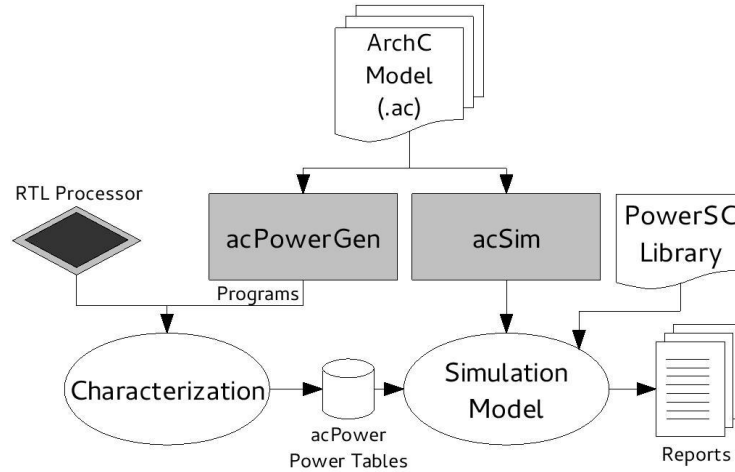 ArchC
Model
(.ac)
RTL Processor
acPowerGen
acSim
PowerSC
Library
Programs
Characterization
Simulation
Model
acPower
Power Tables
Reports